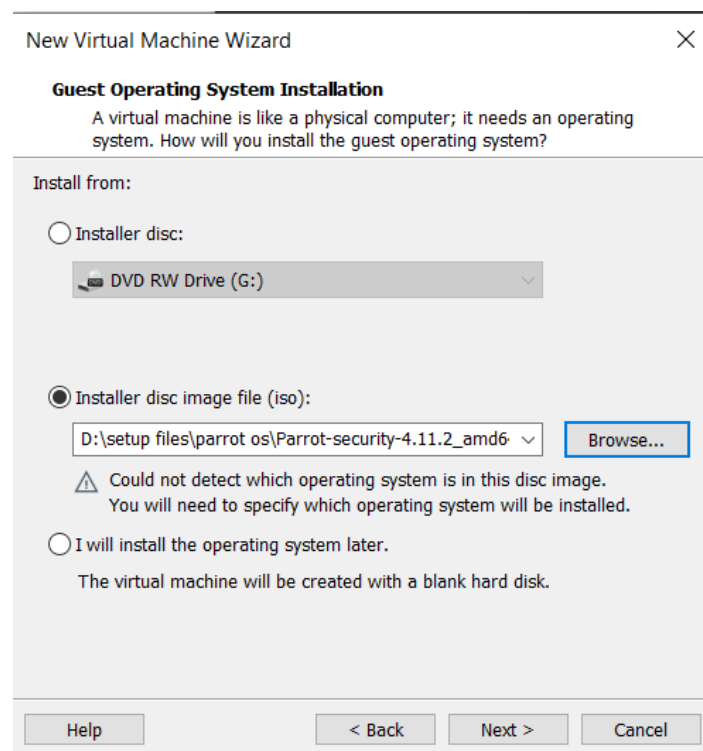 New Virtual Machine Wizard
Guest Operating System Installation
A virtual machine is like a physical computer; it needs an operating
system. How will you install the guest operating system?
Install from:
Installer disc:
DVD RW Drive (G:)
Installer disc image file (iso):
D:\setup files\parrot os\Parrot-security-4.11.2_amd6
Browse...
Could not detect which operating system is in this disc image.
You will need to specify which operating system will be installed.
I will install the operating system later.
The virtual machine will be created with a blank hard disk.
Help
< Back
Next >
Cancel